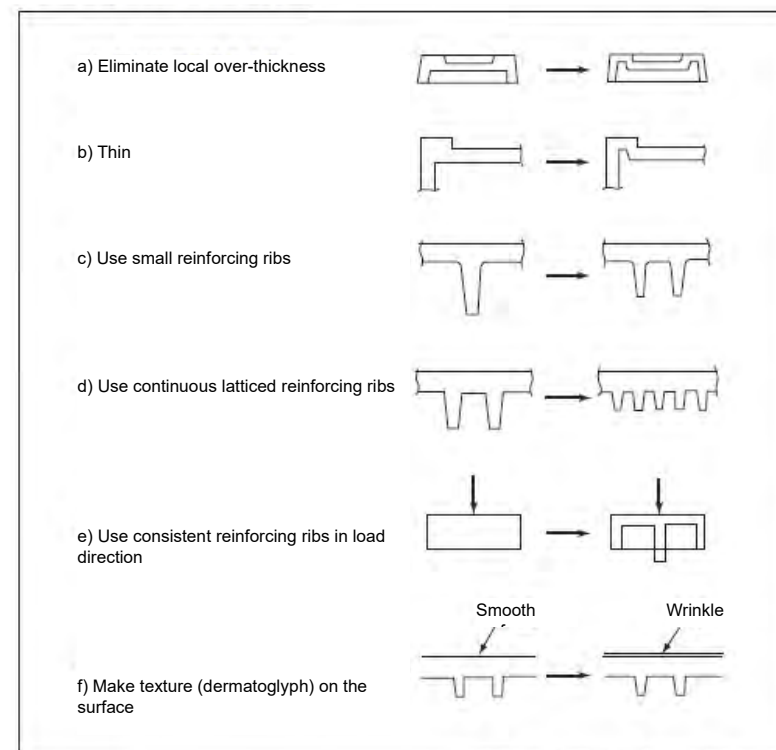 a) Eliminate local over-thickness
b) Thin
c) Use small reinforcing ribs
d) Use continuous latticed reinforcing ribs
e) Use consistent reinforcing ribs in load
direction
Smooth
Wrinkle
f) Make texture (dermatoglyph) on the
surface